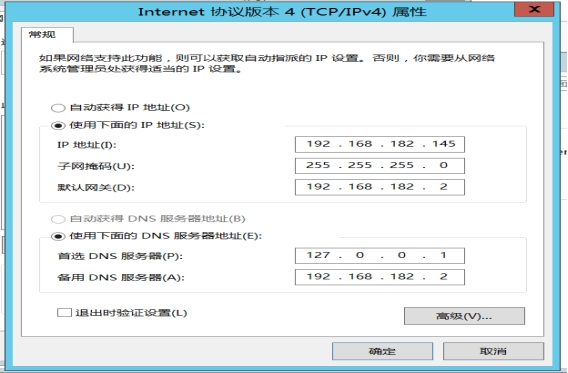 Internet 协议版本 4 (TCP/IPv4) 属性
常规
如果网络支持此功能，则可以获取自动指派的 IP 设置。否则，你需要从网络
系统管理员处获得适当的 IP 设置。
自动获得 IP 地址(O)
使用下面的 IP 地址(S):
IP 地址(I): 192 . 168 . 182 . 145
子网掩码(U): 255 . 255 . 255 . 0
默认网关(D): 192 . 168 . 182 . 2
自动获得 DNS 服务器地址(B)
使用下面的 DNS 服务器地址(E):
首选 DNS 服务器(P): 127 . 0 . 0 . 1
备用 DNS 服务器(A): 192 . 168 . 182 . 2
退出时验证设置(L)
高级(V)...
确定 取消